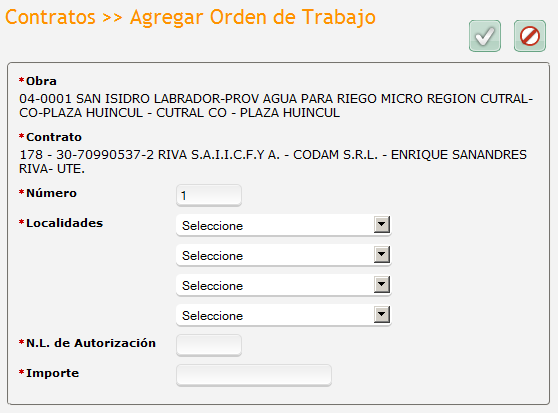 Contratos >> Agregar Orden de Trabajo
*Obra
04-0001 SAN ISIDRO LABRADOR-PROV AGUA PARA RIEGO MICRO REGION CUTRAL-
CO-PLAZA HUINCUL - CUTRAL CO - PLAZA HUINCUL
*Contrato
178 - 30-70990537-2 RIVA S.A.I.I.C.F.Y A. - CODAM S.R.L. - ENRIQUE SANANDRES
RIVA- UTE.
*Número 1
*Localidades Seleccione
Seleccione
Seleccione
Seleccione
*N.L. de Autorización
*Importe